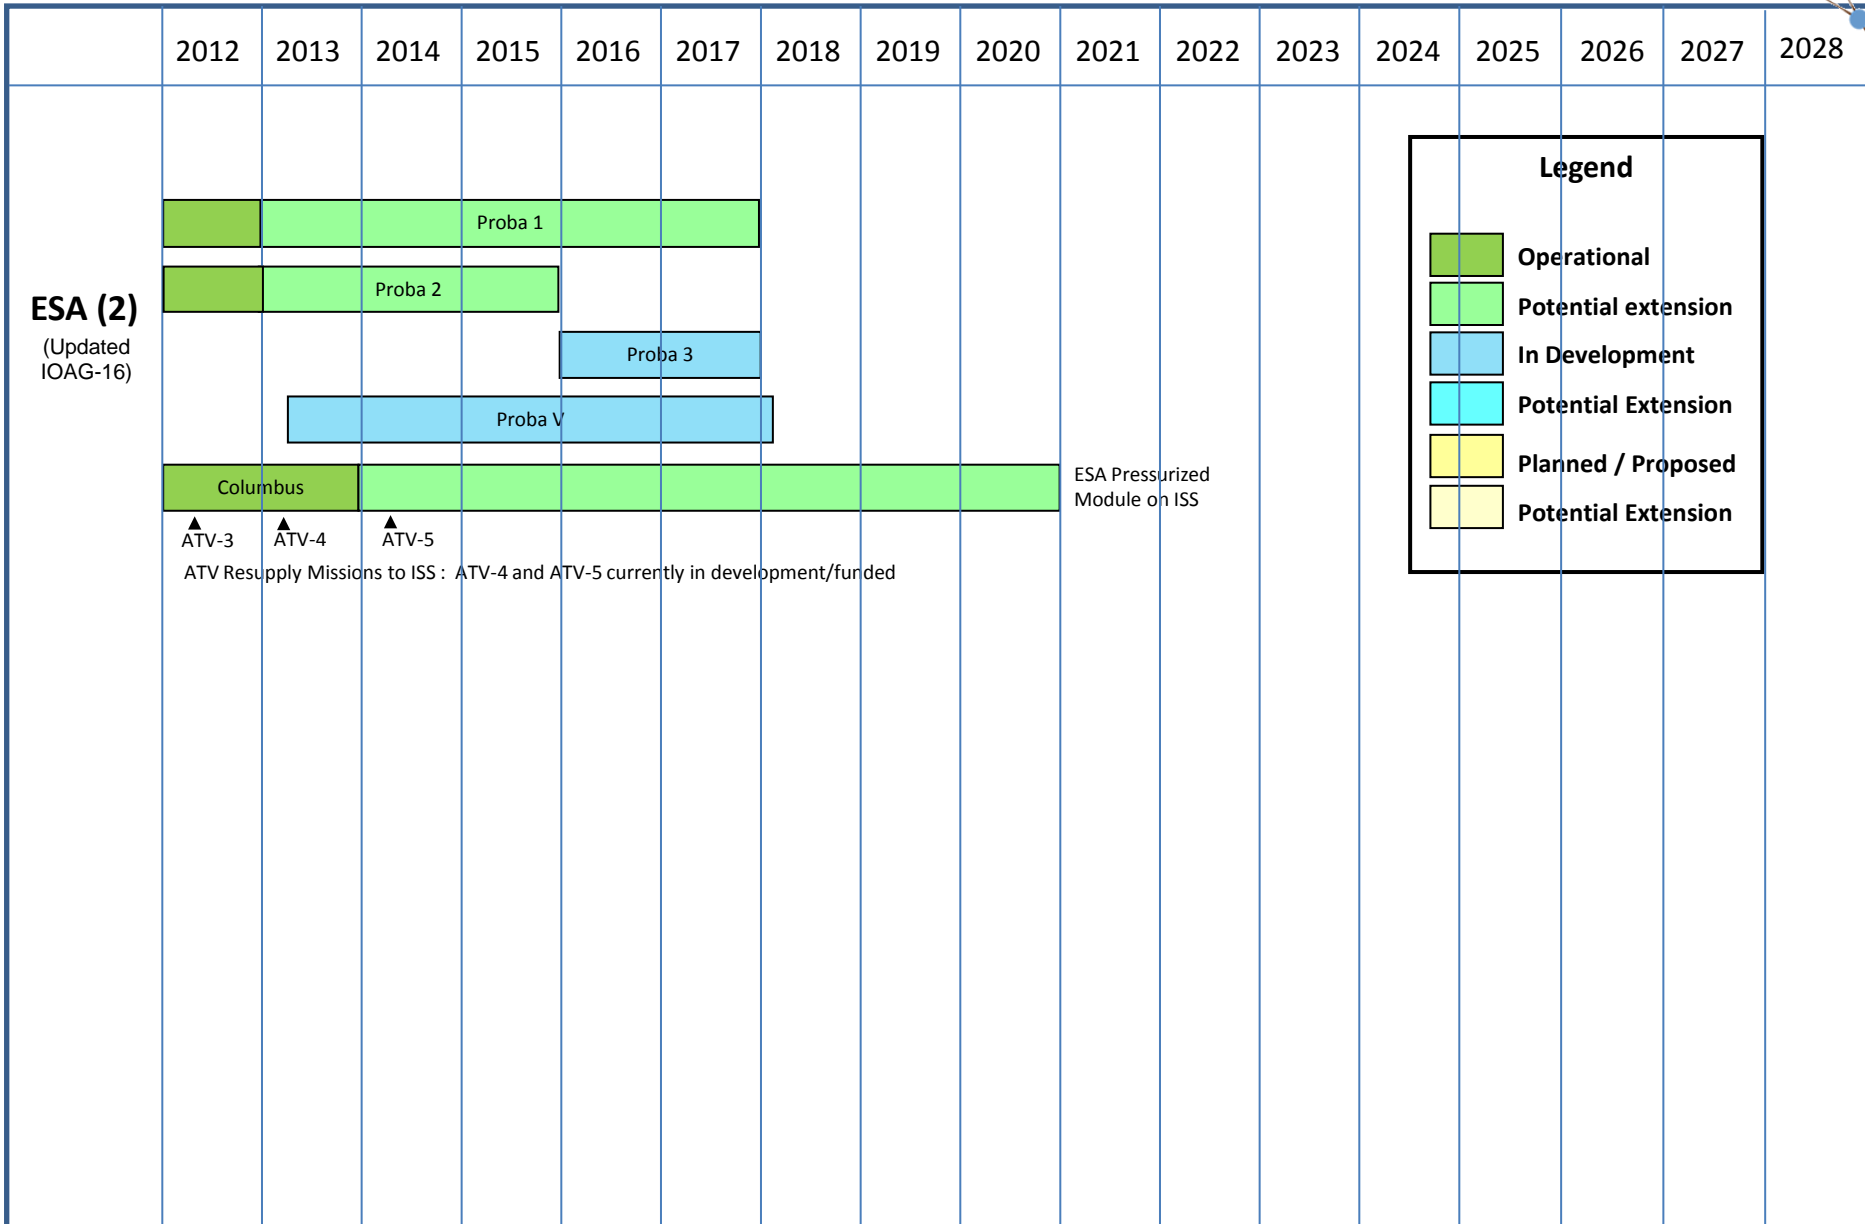 2012 2013 2014 2015 2016 2017 2018 2019 2020 2021 2022 2023 2024 2025 2026 2027 2028
Legend
Operational
Potential extension
In Development
Potential Extension
Planned / Proposed
Potential Extension
ESA (2)
(Updated
IOAG-16)
Proba 1
Proba 2
Proba 3
Proba V
Columbus
ESA Pressurized
Module on ISS
ATV-3 ATV-4 ATV-5
ATV Resupply Missions to ISS : ATV-4 and ATV-5 currently in development/funded